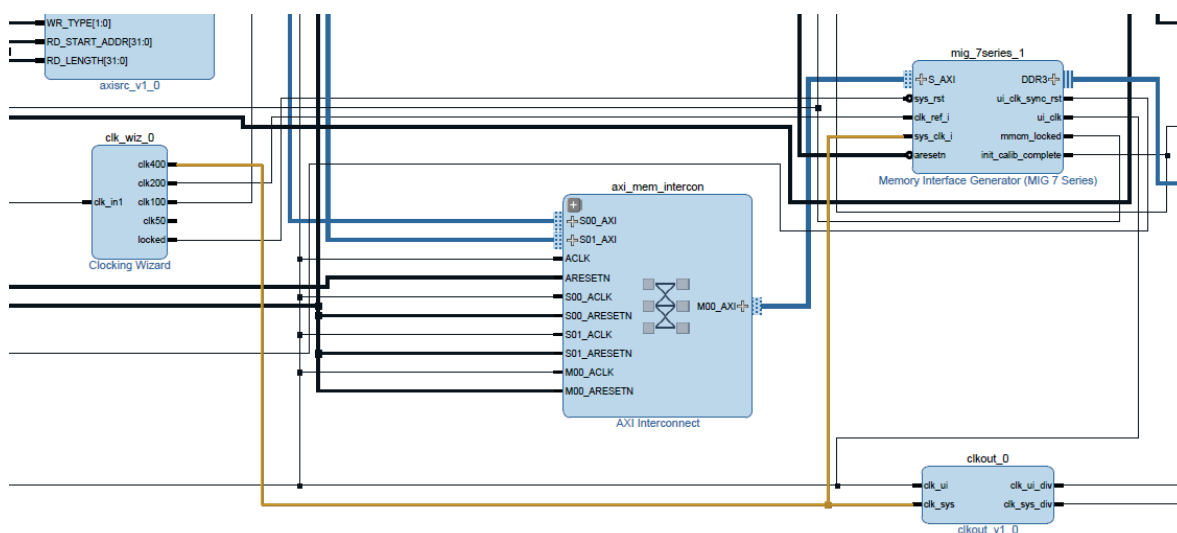 WR_TYPE[1:0]
RD_START_ADDR[31:0]
RD_LENGTH[31:0]
axisrc_v1_0
clk_wiz_0
clk_in1
clk400
clk200
clk100
clk50
locked
Clocking Wizard
axi_mem_intercon
S00_AXI
S01_AXI
ACLK
ARESETN
S00_ACLK
S00_ARESETN
S01_ACLK
S01_ARESETN
M00_ACLK
M00_ARESETN
M00_AXI
AXI Interconnect
mig_7series_1
S_AXI
sys_rst
clk_ref_i
sys_clk_i
aresetn
DDR3
ui_clk_sync_rst
ui_clk
mmcm_locked
init_calib_complete
Memory Interface Generator (MIG 7 Series)
clkout_0
clk_ui
clk_sys
clk_ui_div
clk_sys_div
clkout_v1_0